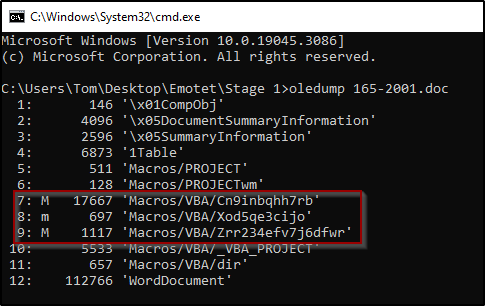 C:\Windows\System32\cmd.exe
Microsoft Windows [Version 10.0.19045.3086]
(c) Microsoft Corporation. All rights reserved.
C:\Users\Tom\Desktop\Emotet\Stage 1>oledump 165-2001.doc
1: 146 '\x01CompObj'
2: 4096 '\x05DocumentSummaryInformation'
3: 2596 '\x05SummaryInformation'
4: 6873 '1Table'
5: 511 'Macros/PROJECT'
6: 128 'Macros/PROJECTwm'
7: M 17667 'Macros/VBA/Cn9inbqhh7rb'
8: m 697 'Macros/VBA/Xod5qe3cijo'
9: M 1117 'Macros/VBA/Zrr234efv7j6dfwr'
10: 5533 'Macros/VBA/_VBA_PROJECT'
11: 657 'Macros/VBA/dir'
12: 112766 'WordDocument'